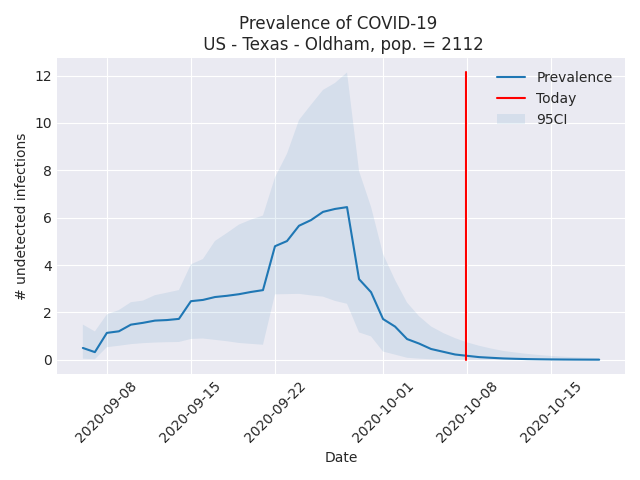 Prevalence of COVID-19
US - Texas - Oldham, pop. = 2112
12
10
8
6
4
2
0
# undetected infections
Prevalence
Today
95CI
2020-09-08
2020-09-15
2020-09-22
2020-10-01
2020-10-08
2020-10-15
Date